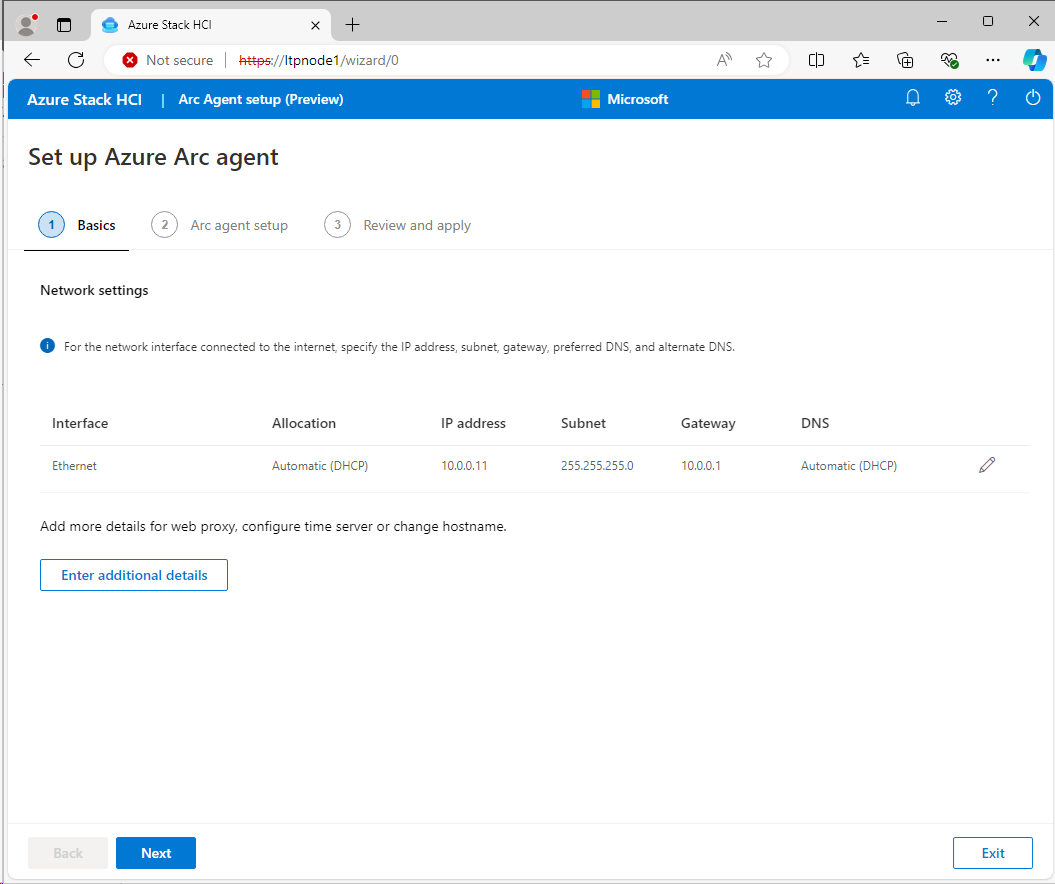 Azure Stack HCI
Not secure https://ltpnode1/wizard/0
Azure Stack HCI | Arc Agent setup (Preview) Microsoft
Set up Azure Arc agent
1 Basics 2 Arc agent setup 3 Review and apply
Network settings
For the network interface connected to the internet, specify the IP address, subnet, gateway, preferred DNS, and alternate DNS.
Interface Allocation IP address Subnet Gateway DNS
Ethernet Automatic (DHCP) 10.0.0.11 255.255.255.0 10.0.0.1 Automatic (DHCP)
Add more details for web proxy, configure time server or change hostname.
Enter additional details
Back Next Exit